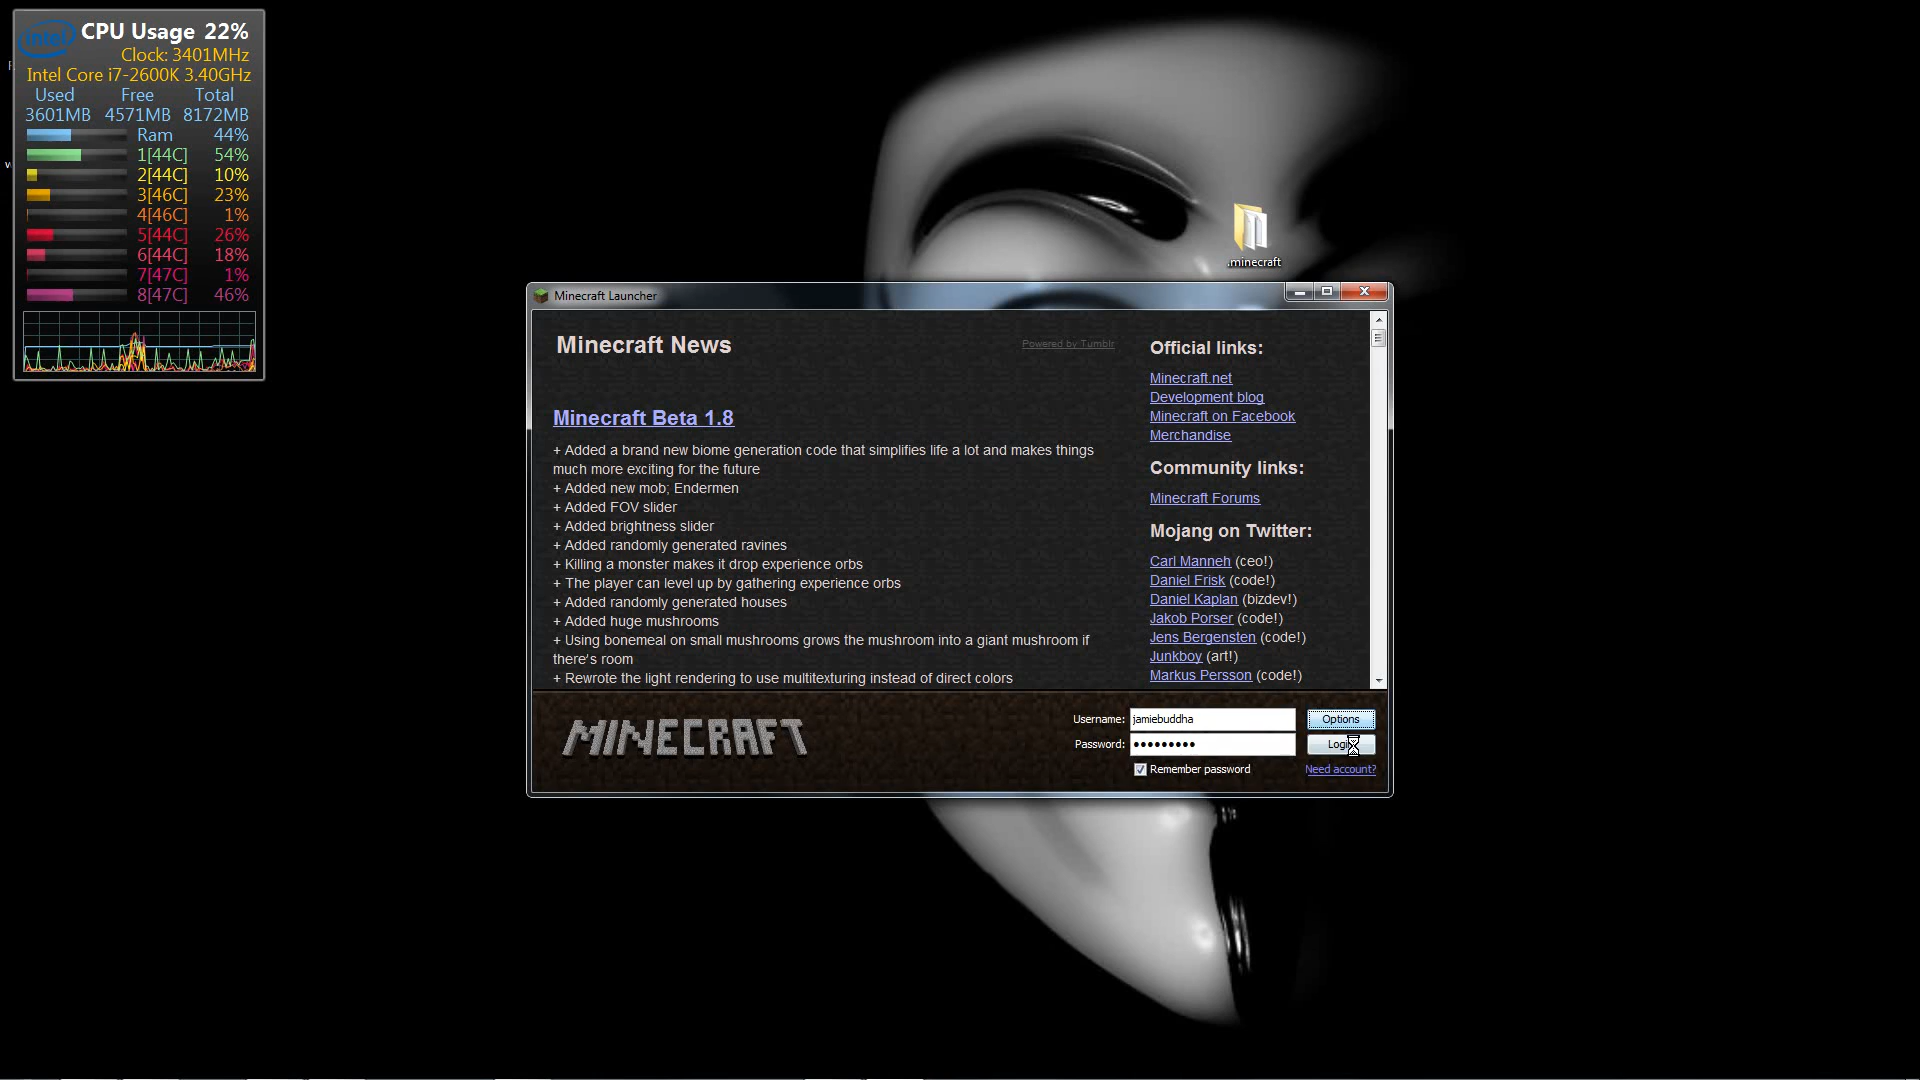 intel
CPU Usage 22%
Clock: 3401MHz
Intel Core i7-2600K 3.40GHz
Used Free Total
3601MB 4571MB 8172MB
Ram 44%
1[44C] 54%
2[44C] 10%
3[46C] 23%
4[46C] 1%
5[44C] 26%
6[44C] 18%
7[47C] 1%
8[47C] 46%
.minecraft
Minecraft Launcher
Minecraft News
Powered by Tumblr
Minecraft Beta 1.8
+ Added a brand new biome generation code that simplifies life a lot and makes things
much more exciting for the future
+ Added new mob; Endermen
+ Added FOV slider
+ Added brightness slider
+ Added randomly generated ravines
+ Killing a monster makes it drop experience orbs
+ The player can level up by gathering experience orbs
+ Added randomly generated houses
+ Added huge mushrooms
+ Using bonemeal on small mushrooms grows the mushroom into a giant mushroom if
there's room
+ Rewrote the light rendering to use multitexturing instead of direct colors
Official links:
Minecraft.net
Development blog
Minecraft on Facebook
Merchandise
Community links:
Minecraft Forums
Mojang on Twitter:
Carl Manneh (ceo!)
Daniel Frisk (code!)
Daniel Kaplan (bizdev!)
Jakob Porser (code!)
Jens Bergensten (code!)
Junkboy (art!)
Markus Persson (code!)
MINECRAFT
Username: jamiebuddha
Options
Password: •••••••••
Login
Remember password
Need account?